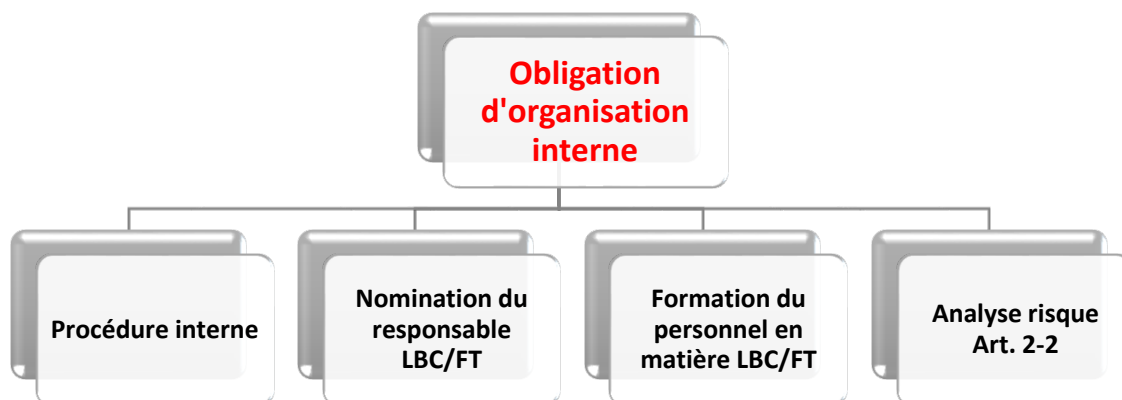 Obligation
d'organisation
interne
Procédure interne
Nomination du
responsable
LBC/FT
Formation du
personnel en
matière LBC/FT
Analyse risque
Art. 2-2